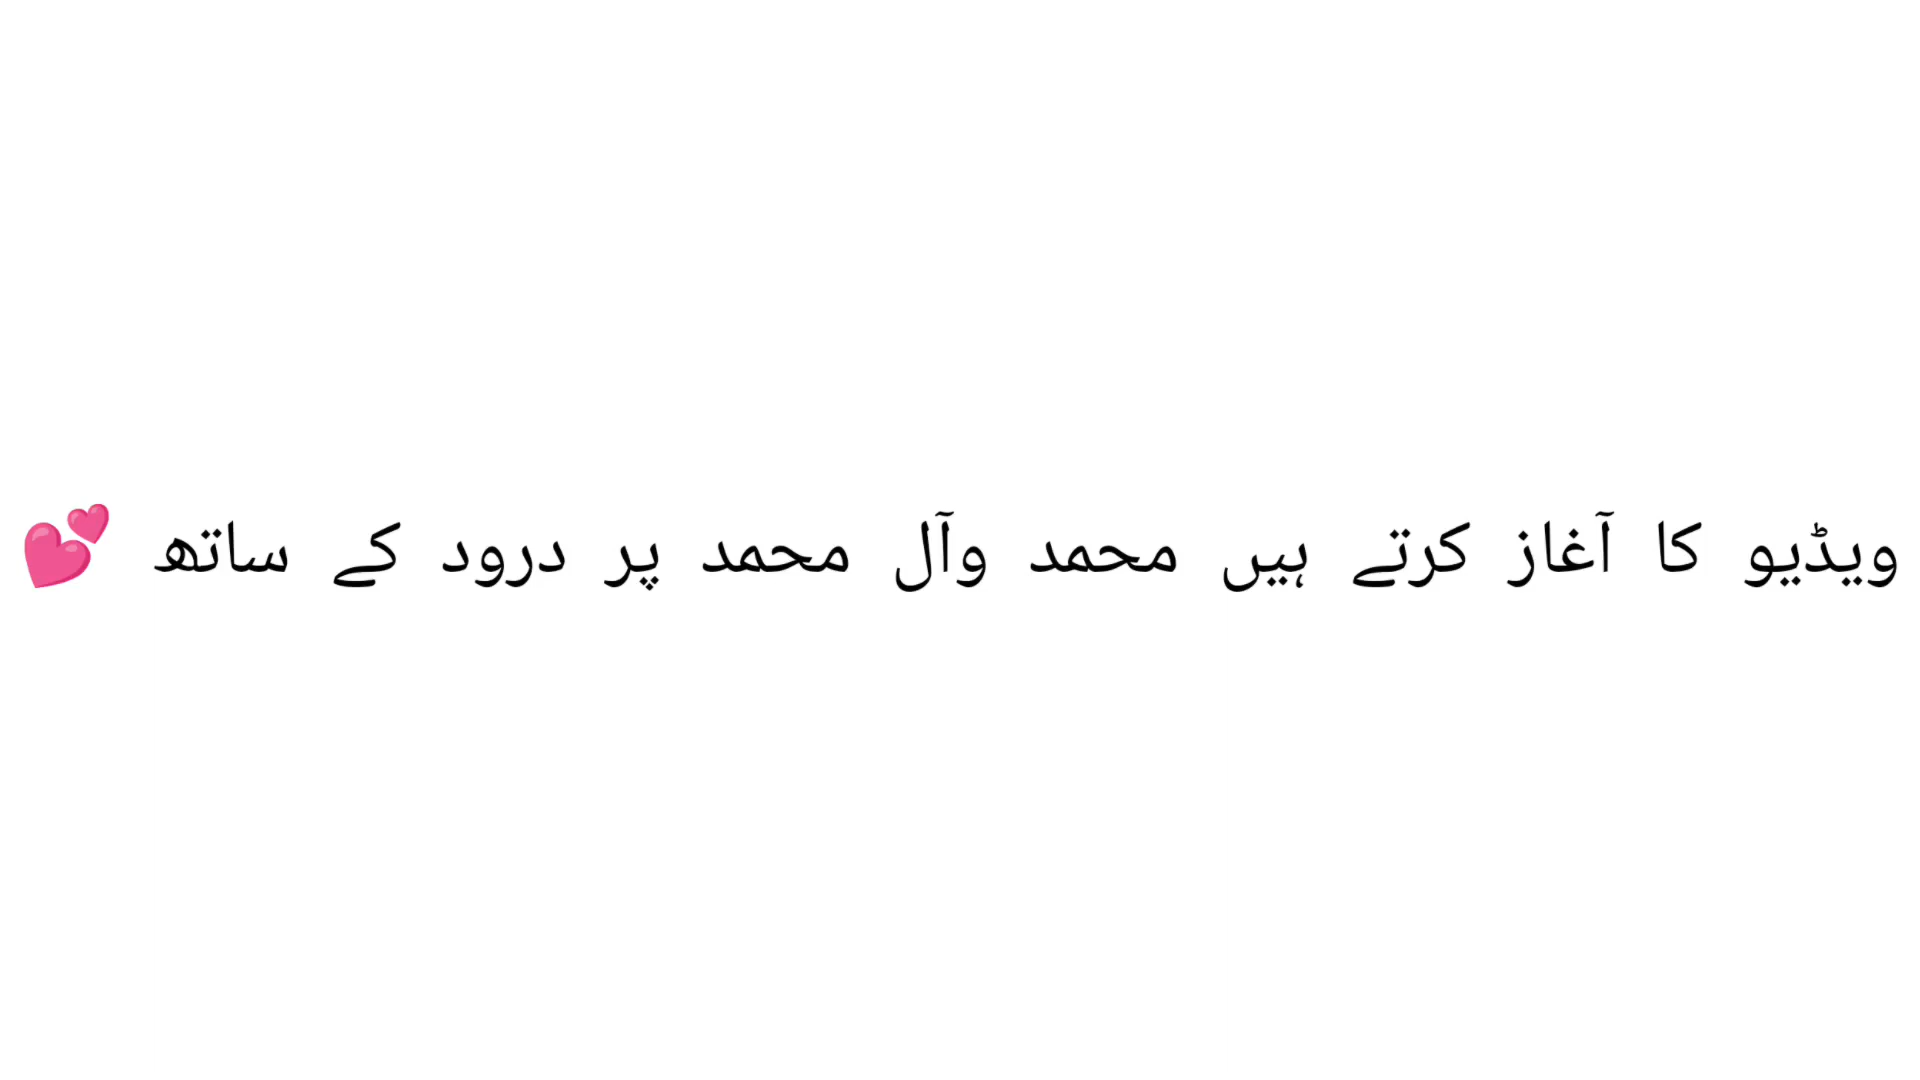 ویڈیو کا آغاز کرتے ہیں محمد وآل محمد پر درود کے ساتھ 💕